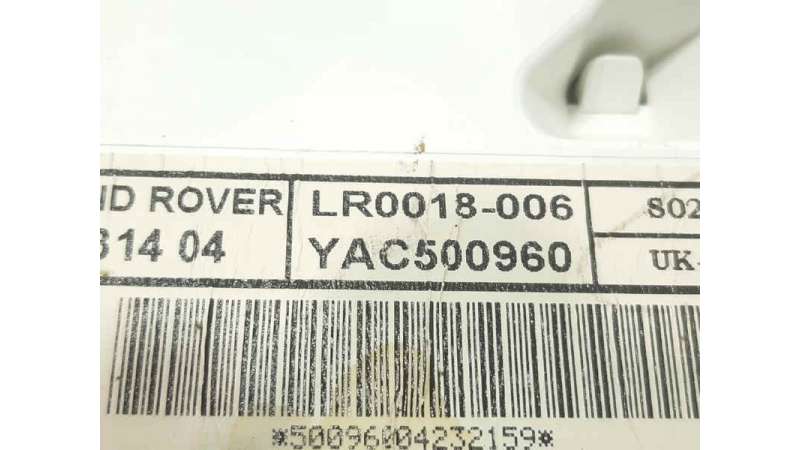 ND ROVER LR0018-006 S02
314 04 YAC500960 UK-
*50096004232159*